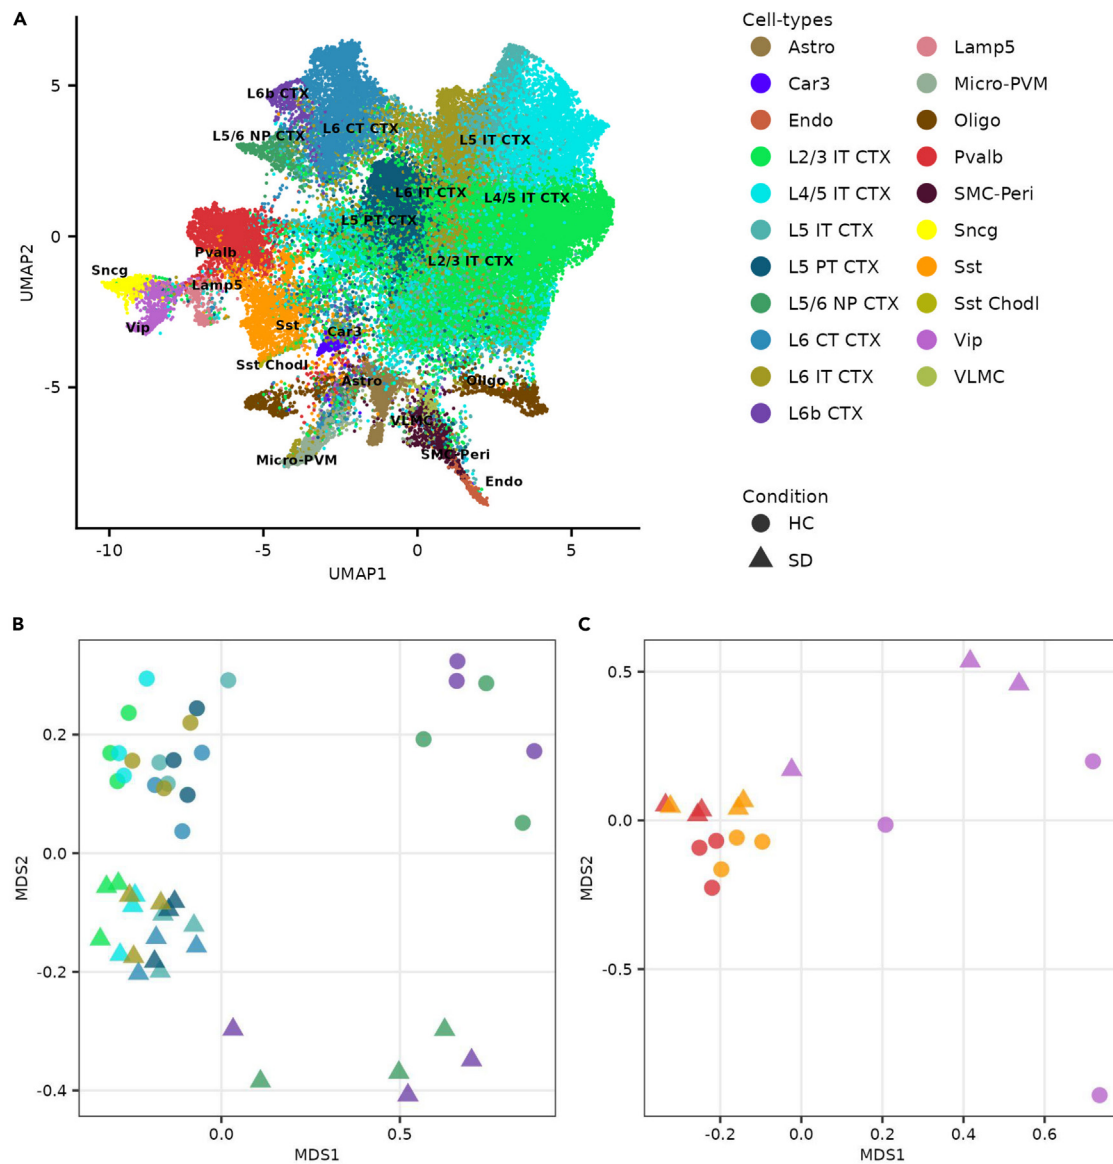 A
5
0
-5
UMAP2
-10
-5
0
5
UMAP1
L6b CTX
L5/6 NP CTX
L6 CT CTX
L5 IT CTX
L6 IT CTX
L4/5 IT CTX
L5 PT CTX
L2/3 IT CTX
Pvalb
Sncg
Lamp5
Vip
Sst
Car3
Sst Chodl
Astro
Oligo
VLMC
Micro-PVM
SMC-Peri
Endo
Cell-types
Astro
Car3
Endo
L2/3 IT CTX
L4/5 IT CTX
L5 IT CTX
L5 PT CTX
L5/6 NP CTX
L6 CT CTX
L6 IT CTX
L6b CTX
Lamp5
Micro-PVM
Oligo
Pvalb
SMC-Peri
Sncg
Sst
Sst Chodl
Vip
VLMC
Condition
HC
SD
B
0.2
0.0
-0.2
-0.4
MDS2
0.0
0.5
MDS1
C
0.5
0.0
-0.5
MDS2
-0.2
0.0
0.2
0.4
0.6
MDS1